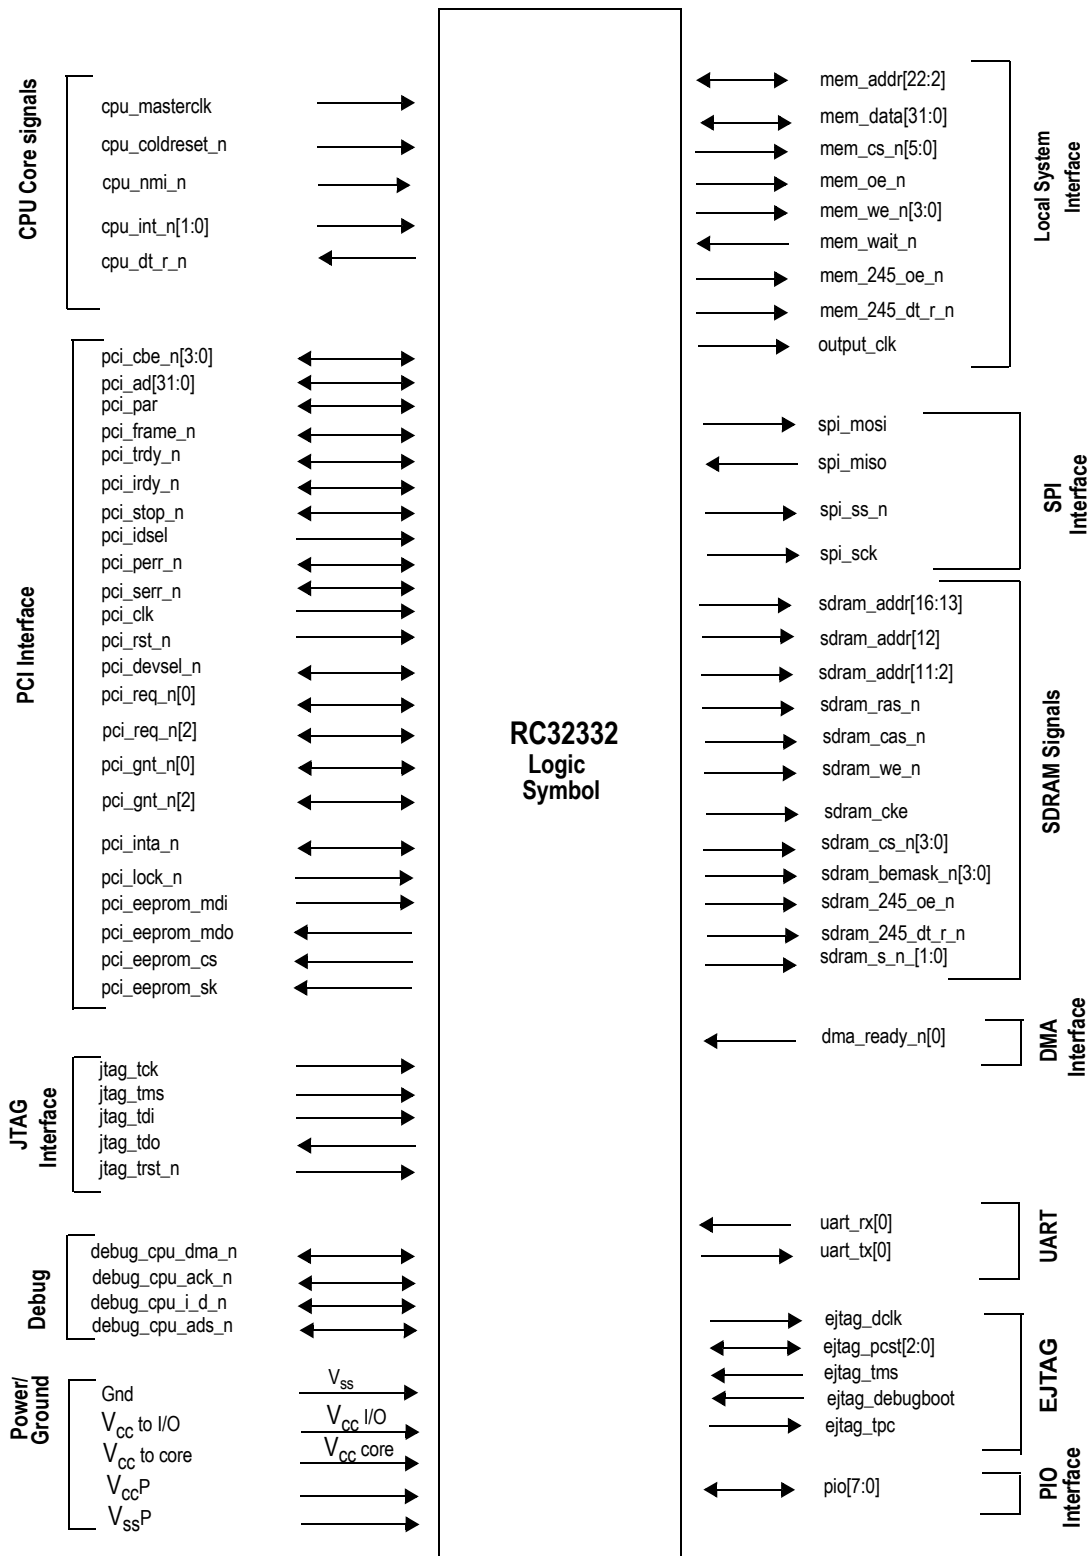 CPU Core signals
cpu_masterclk
cpu_coldreset_n
cpu_nmi_n
cpu_int_n[1:0]
cpu_dt_r_n
PCI Interface
pci_cbe_n[3:0]
pci_ad[31:0]
pci_par
pci_frame_n
pci_trdy_n
pci_irdy_n
pci_stop_n
pci_idsel
pci_perr_n
pci_serr_n
pci_clk
pci_rst_n
pci_devsel_n
pci_req_n[0]
pci_req_n[2]
pci_gnt_n[0]
pci_gnt_n[2]
pci_inta_n
pci_lock_n
pci_eeprom_mdi
pci_eeprom_mdo
pci_eeprom_cs
pci_eeprom_sk
JTAG
Interface
jtag_tck
jtag_tms
jtag_tdi
jtag_tdo
jtag_trst_n
Debug
debug_cpu_dma_n
debug_cpu_ack_n
debug_cpu_i_d_n
debug_cpu_ads_n
Power/
Ground
Gnd
Vss
Vcc to I/O
Vcc I/O
Vcc to core
Vcc core
VccP
VssP
RC32332
Logic
Symbol
mem_addr[22:2]
mem_data[31:0]
mem_cs_n[5:0]
mem_oe_n
mem_we_n[3:0]
mem_wait_n
mem_245_oe_n
mem_245_dt_r_n
output_clk
Local System
Interface
spi_mosi
spi_miso
spi_ss_n
spi_sck
SPI
Interface
sdram_addr[16:13]
sdram_addr[12]
sdram_addr[11:2]
sdram_ras_n
sdram_cas_n
sdram_we_n
sdram_cke
sdram_cs_n[3:0]
sdram_bemask_n[3:0]
sdram_245_oe_n
sdram_245_dt_r_n
sdram_s_n_[1:0]
SDRAM Signals
dma_ready_n[0]
DMA
Interface
uart_rx[0]
uart_tx[0]
UART
ejtag_dclk
ejtag_pcst[2:0]
ejtag_tms
ejtag_debugboot
ejtag_tpc
EJTAG
pio[7:0]
PIO
Interface